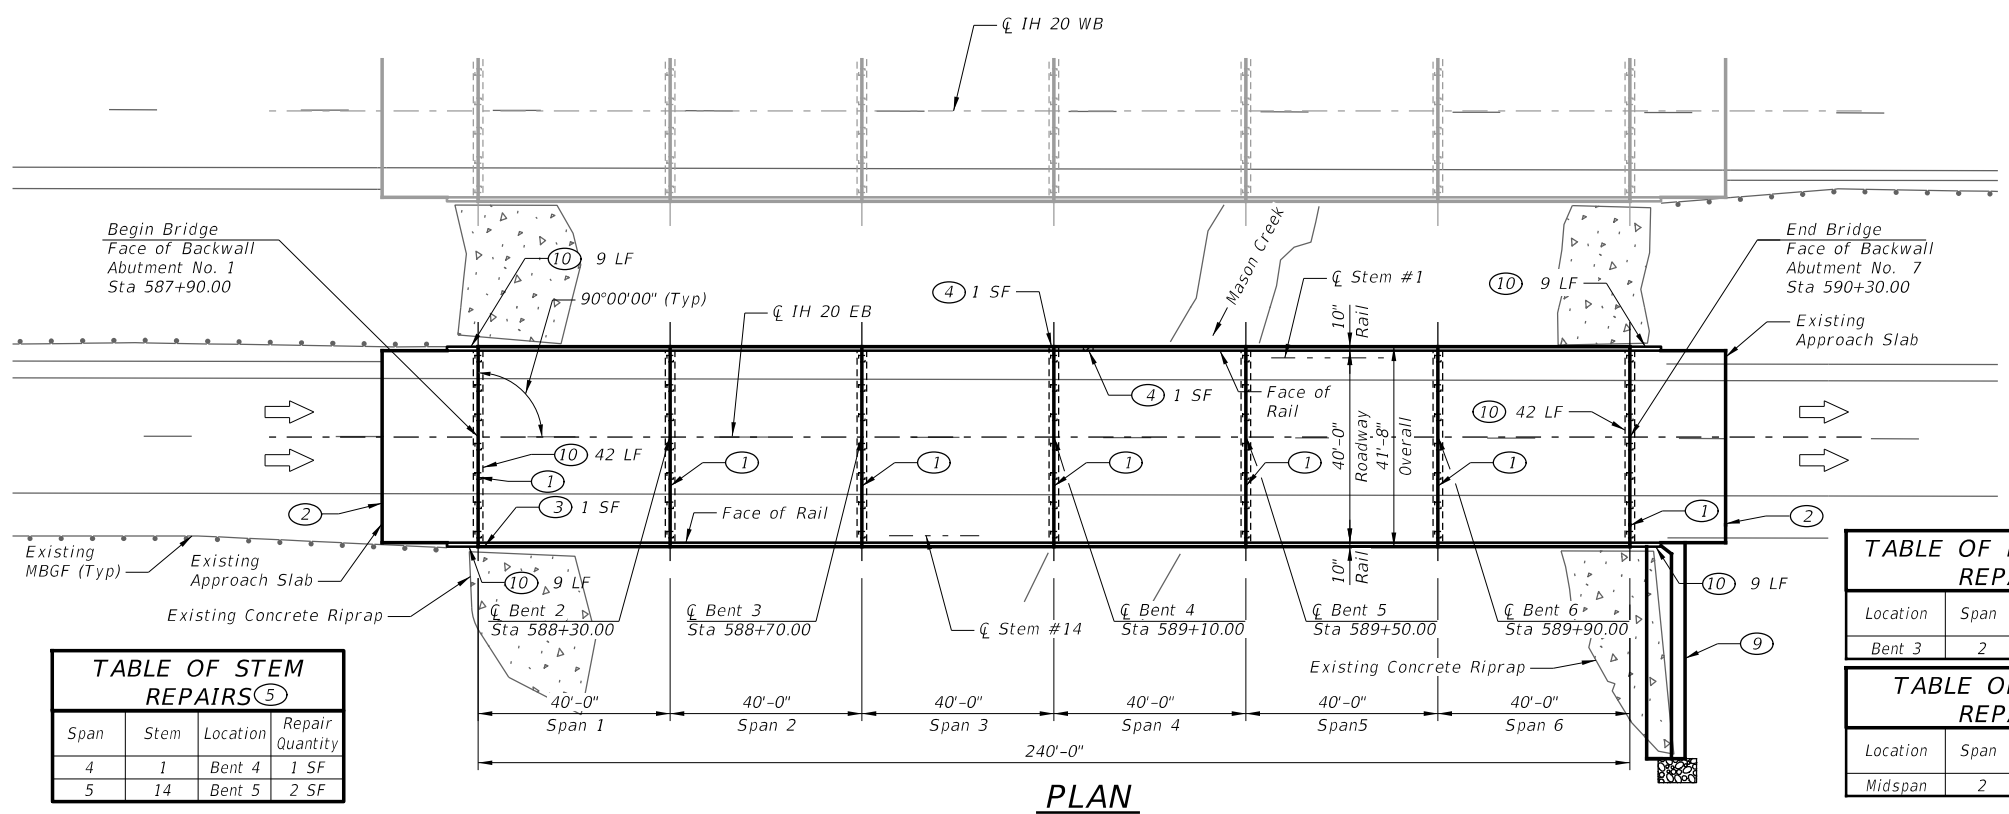 ℄ IH 20 WB
Begin Bridge
Face of Backwall
Abutment No. 1
Sta 587+90.00
10 9 LF
90°00'00" (Typ)
℄ IH 20 EB
4 1 SF
Mason Creek
℄ Stem #1
10"
Rail
10 9 LF
End Bridge
Face of Backwall
Abutment No. 7
Sta 590+30.00
Existing
Approach Slab
4 1 SF
Face of
Rail
40'-0"
Roadway
41'-8"
Overall
10 42 LF
10 42 LF
1
1
1
1
1
1
1
3 1 SF
2
Face of Rail
2
Existing
MBGF (Typ)
Existing
Approach Slab
Existing Concrete Riprap
10 9 LF
10"
Rail
10 9 LF
℄ Bent 2
Sta 588+30.00
℄ Bent 3
Sta 588+70.00
℄ Stem #14
℄ Bent 4
Sta 589+10.00
℄ Bent 5
Sta 589+50.00
℄ Bent 6
Sta 589+90.00
Existing Concrete Riprap
9
40'-0"
Span 1
40'-0"
Span 2
40'-0"
Span 3
40'-0"
Span 4
40'-0"
Span5
40'-0"
Span 6
240'-0"
PLAN
TABLE OF STEM
REPAIRS 5
Span Stem Location Repair Quantity
4 1 Bent 4 1 SF
5 14 Bent 5 2 SF
TABLE OF
Location Span
Bent 3 2
TABLE
Location Span
Midspan 2